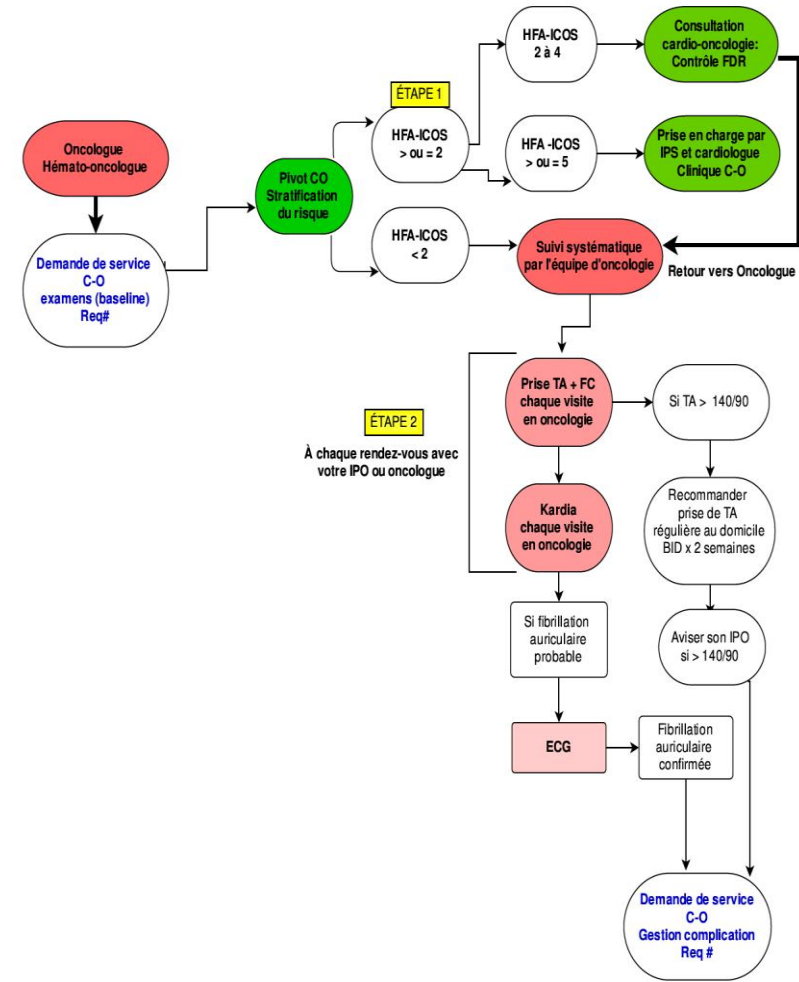 Oncologue
Hémato-oncologue
Demande de service
C-O
examens (baseline)
Req#
Pivot CO
Stratification
du risque
ÉTAPE 1
HFA-ICOS
> ou = 2
HFA-ICOS
< 2
HFA-ICOS
2 à 4
HFA -ICOS
> ou = 5
Consultation
cardio-oncologie:
Contrôle FDR
Prise en charge par
IPS et cardiologue
Clinique C-O
Suivi systématique
par l'équipe d'oncologie
Retour vers Oncologue
ÉTAPE 2
À chaque rendez-vous avec
votre IPO ou oncologue
Prise TA + FC
chaque visite
en oncologie
Kardia
chaque visite
en oncologie
Si TA > 140/90
Recommander
prise de TA
régulière au domicile
BID x 2 semaines
Aviser son IPO
si > 140/90
Si fibrillation
auriculaire
probable
ECG
Fibrillation
auriculaire
confirmée
Demande de service
C-O
Gestion complication
Req #